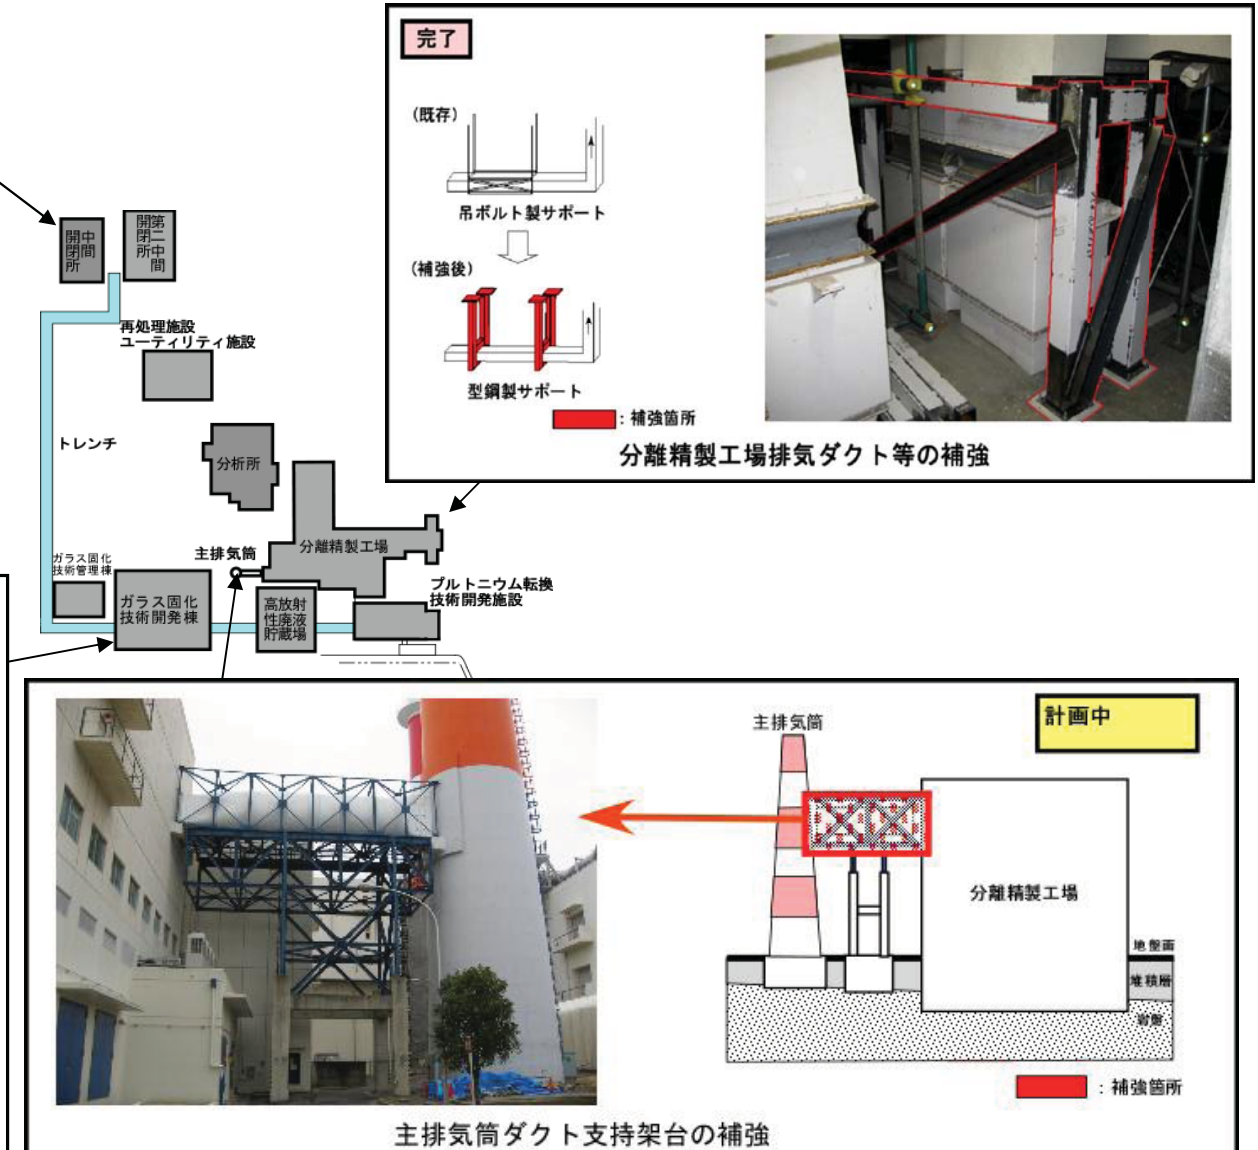 完了
(既存)
吊ボルト製サポート
(補強後)
型鋼製サポート
：補強箇所
分離精製工場排気ダクト等の補強
中間
開閉所
第二中間
開閉所
再処理施設
ユーティリティ施設
トレンチ
分析所
分離精製工場
主排気筒
ガラス固化
技術管理棟
ガラス固化
技術開発棟
高放射
性廃液
貯蔵場
プルトニウム転換
技術開発施設
計画中
主排気筒
分離精製工場
地盤面
堆積層
岩盤
：補強箇所
主排気筒ダクト支持架台の補強